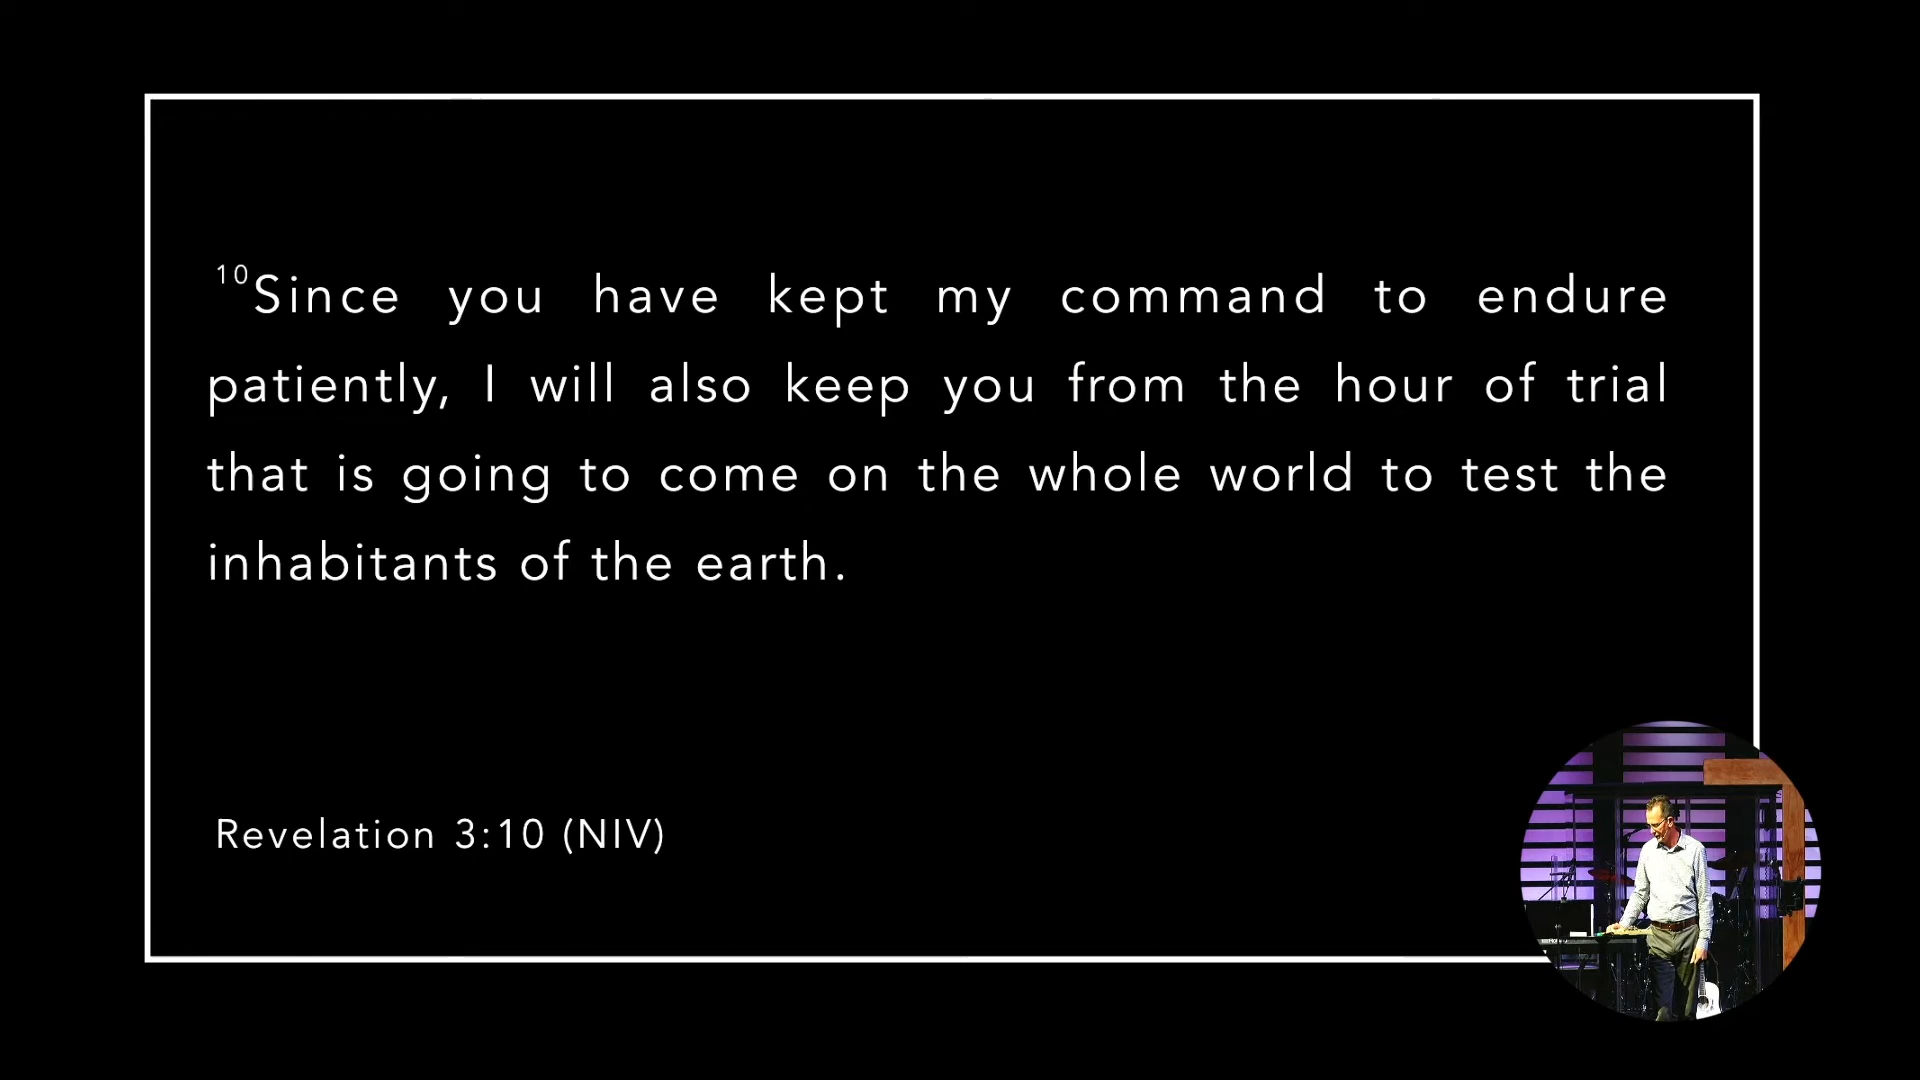 10Since you have kept my command to endure
patiently, I will also keep you from the hour of trial
that is going to come on the whole world to test the
inhabitants of the earth.
Revelation 3:10 (NIV)